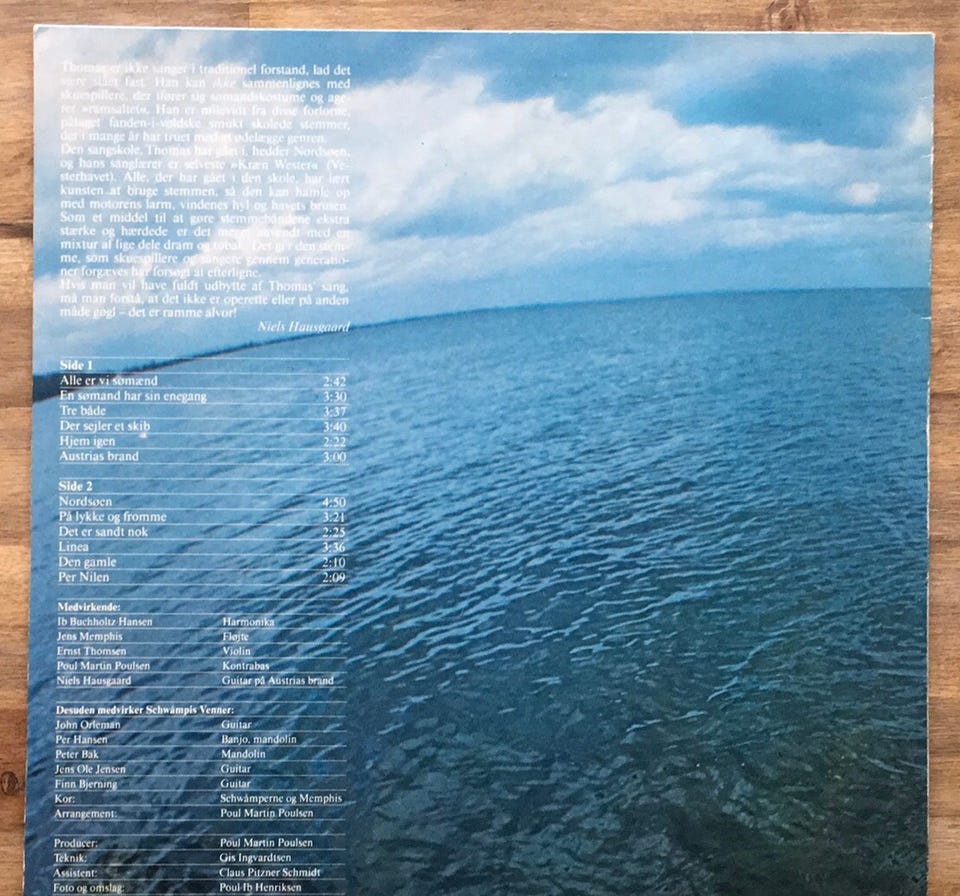 Thomas er ikke sanger i traditionel forstand, lad det
være slået fast. Han kan ikke sammenlignes med
skuespillere, der ifører sig sømandskostume og age-
rer »ramsaltet«. Han er milevidt fra disse forlorne,
påtaget fanden-i-voldske smukt skolede stemmer,
der i mange år har truet med at ødelægge genren.
Den sangskole, Thomas har gået i, hedder Nordsøen,
og hans sanglærer er selveste »Kræn Wester« (Ve-
sterhavet). Alle, der har gået i den skole, har lært
kunsten at bruge stemmen, så den kan hamle op
med motorens larm, vindenes hyl og havets brusen.
Som et middel til at gøre stemmebåndene ekstra
stærke og hærdede er det meget anvendt med en
mixtur af lige dele dram og tobak. Det gi'r den stem-
me, som skuespillere og sangere gennem generatio-
ner forgæves har forsøgt at efterligne.
Hvis man vil have fuldt udbytte af Thomas' sang,
må man forstå, at det ikke er operette eller på anden
måde gøgl – det er ramme alvor!
Niels Hausgaard
Side 1
Alle er vi sømænd 2:42
En sømand har sin enegang 3:30
Tre både 3:37
Der sejler et skib 3:40
Hjem igen 2:22
Austrias brand 3:00
Side 2
Nordsøen 4:50
På lykke og fromme 3:21
Det er sandt nok 2:25
Linea 3:36
Den gamle 2:10
Per Nilen 2:09
Medvirkende:
Ib Buchholtz Hansen Harmonika
Jens Memphis Fløjte
Ernst Thomsen Violin
Poul Martin Poulsen Kontrabas
Niels Hausgaard Guitar på Austrias brand
Desuden medvirker Schwämpis Venner:
John Orleman Guitar
Per Hansen Banjo, mandolin
Peter Bak Mandolin
Jens Ole Jensen Guitar
Finn Bjerning Guitar
Kor: Schwämperne og Memphis
Arrangement: Poul Martin Poulsen
Producer: Poul Martin Poulsen
Teknik: Gis Ingvardtsen
Assistent: Claus Pitzner Schmidt
Foto og omslag: Poul Ib Henriksen